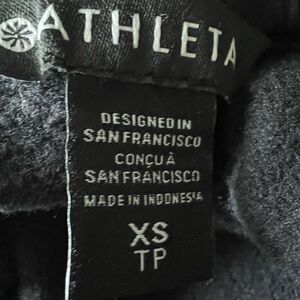 ATHLETA
DESIGNED IN
SAN FRANCISCO
CONÇU À
SAN FRANCISCO
MADE IN INDONESIA
XS
TP